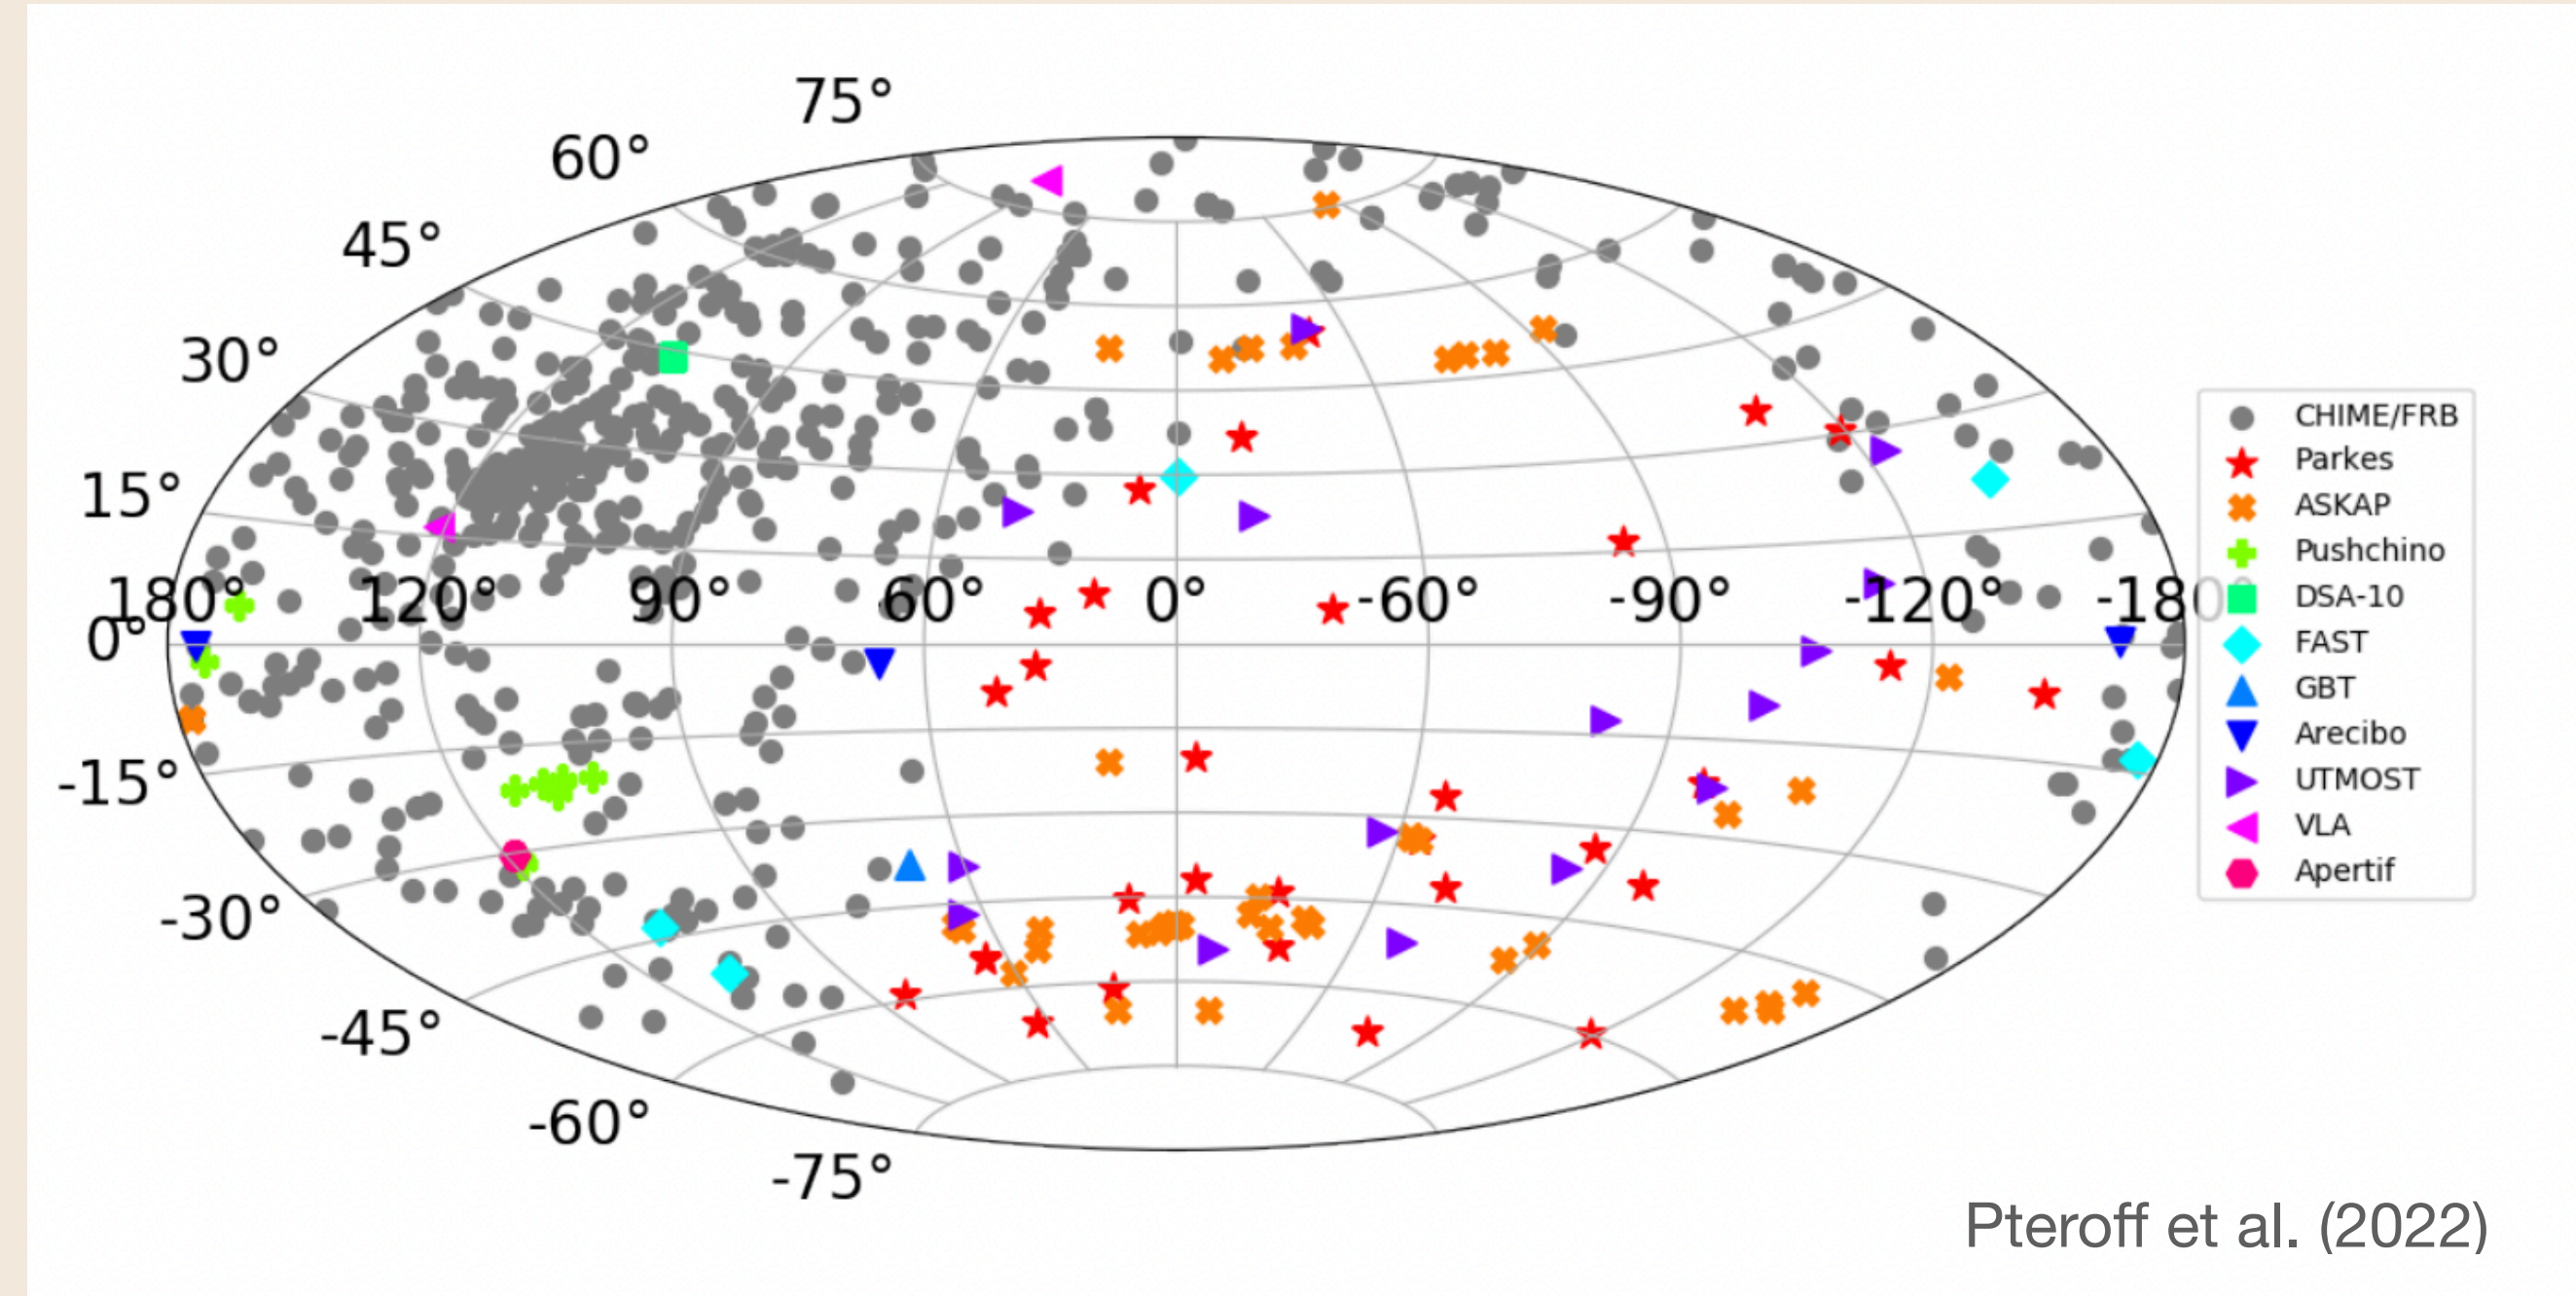 75°
60°
45°
30°
15°
180° 120° 90° 60° 0° -60° -90° -120° -180°
0°
-15°
-30°
-45°
-60°
-75°
CHIME/FRB
Parkes
ASKAP
Pushchino
DSA-10
FAST
GBT
Arecibo
UTMOST
VLA
Apertif
Pteroff et al. (2022)